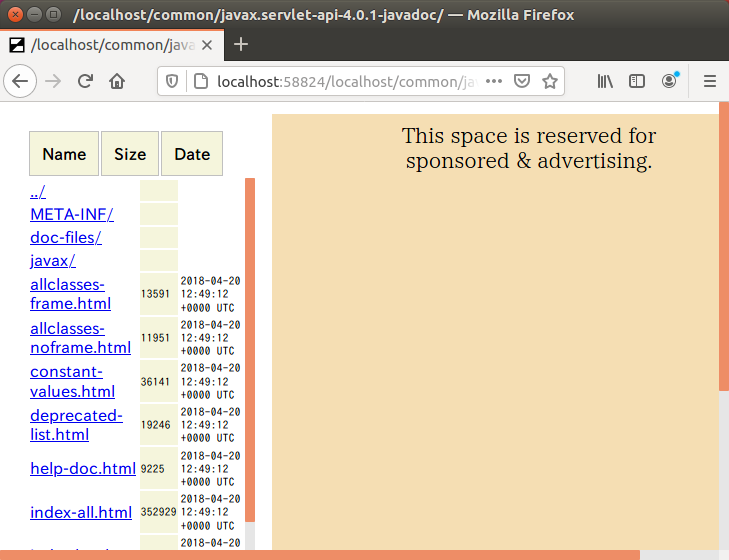 /localhost/common/javax.servlet-api-4.0.1-javadoc/ — Mozilla Firefox
/localhost/common/java
localhost:58824/localhost/common/ja
This space is reserved for
sponsored & advertising.
Name Size Date
../
META-INF/
doc-files/
javax/
allclasses-
frame.html
13591
2018-04-20
12:49:12
+0000 UTC
allclasses-
noframe.html
11951
2018-04-20
12:49:12
+0000 UTC
constant-
values.html
36141
2018-04-20
12:49:12
+0000 UTC
deprecated-
list.html
19246
2018-04-20
12:49:12
+0000 UTC
help-doc.html
9225
2018-04-20
12:49:12
+0000 UTC
index-all.html
352929
2018-04-20
12:49:12
+0000 UTC
2018-04-20